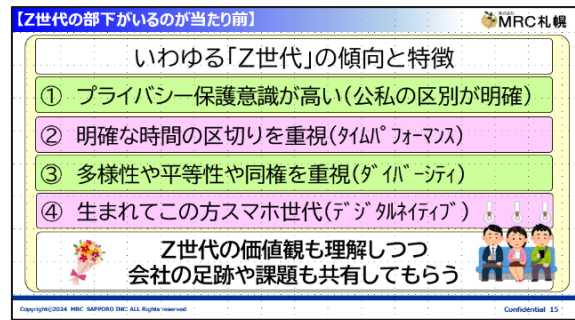 【Z世代の部下がいるのが当たり前】
株式会社
MRC札幌
いわゆる「Z世代」の傾向と特徴
① プライバシー保護意識が高い(公私の区別が明確)
② 明確な時間の区切りを重視(ﾀｲﾑﾊﾟﾌｫｰﾏﾝｽ)
③ 多様性や平等性や同権を重視(ﾀﾞｲﾊﾞｰｼﾃｨ)
④ 生まれてこの方スマホ世代(ﾃﾞｼﾞﾀﾙﾈｲﾃｨﾌﾞ)
Z世代の価値観も理解しつつ
会社の足跡や課題も共有してもらう
Copyright©2024 MRC SAPPORO INC: ALL Rights reserved
Confidential 15